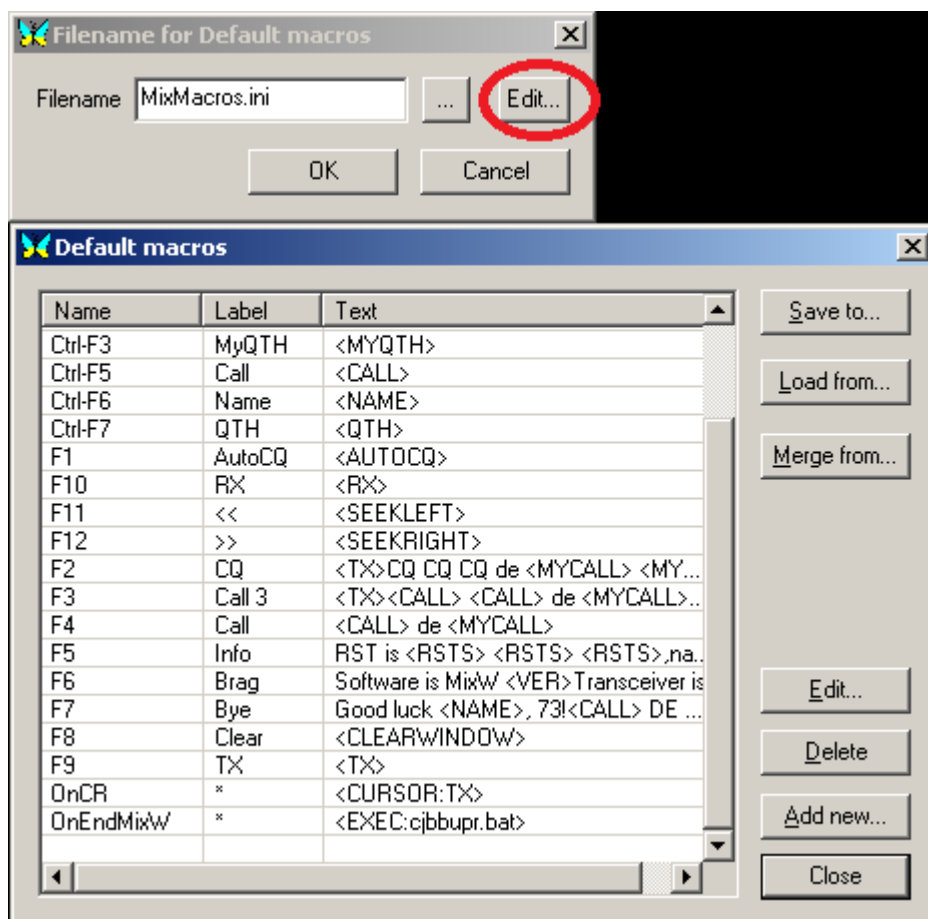 Filename for Default macros
Filename MixMacros.ini ... Edit...
OK Cancel
Default macros
Name Label Text Save to...
Ctrl-F3 MyQTH <MYQTH>
Ctrl-F5 Call <CALL> Load from...
Ctrl-F6 Name <NAME>
Ctrl-F7 QTH <QTH>
F1 AutoCQ <AUTOCQ> Merge from...
F10 RX <RX>
F11 << <SEEKLEFT>
F12 >> <SEEKRIGHT>
F2 CQ <TX>CQ CQ CQ de <MYCALL> <MY...
F3 Call 3 <TX><CALL> <CALL> de <MYCALL>...
F4 Call <CALL> de <MYCALL>
F5 Info RST is <RSTS> <RSTS> <RSTS>,na...
F6 Brag Software is MixW <VER>Transceiver is Edit...
F7 Bye Good luck <NAME>, 73!<CALL> DE ...
F8 Clear <CLEARWINDOW>
F9 TX <TX> Delete
OnCR * <CURSOR:TX>
OnEndMixW * <EXEC:cjbbupr.bat> Add new...
Close